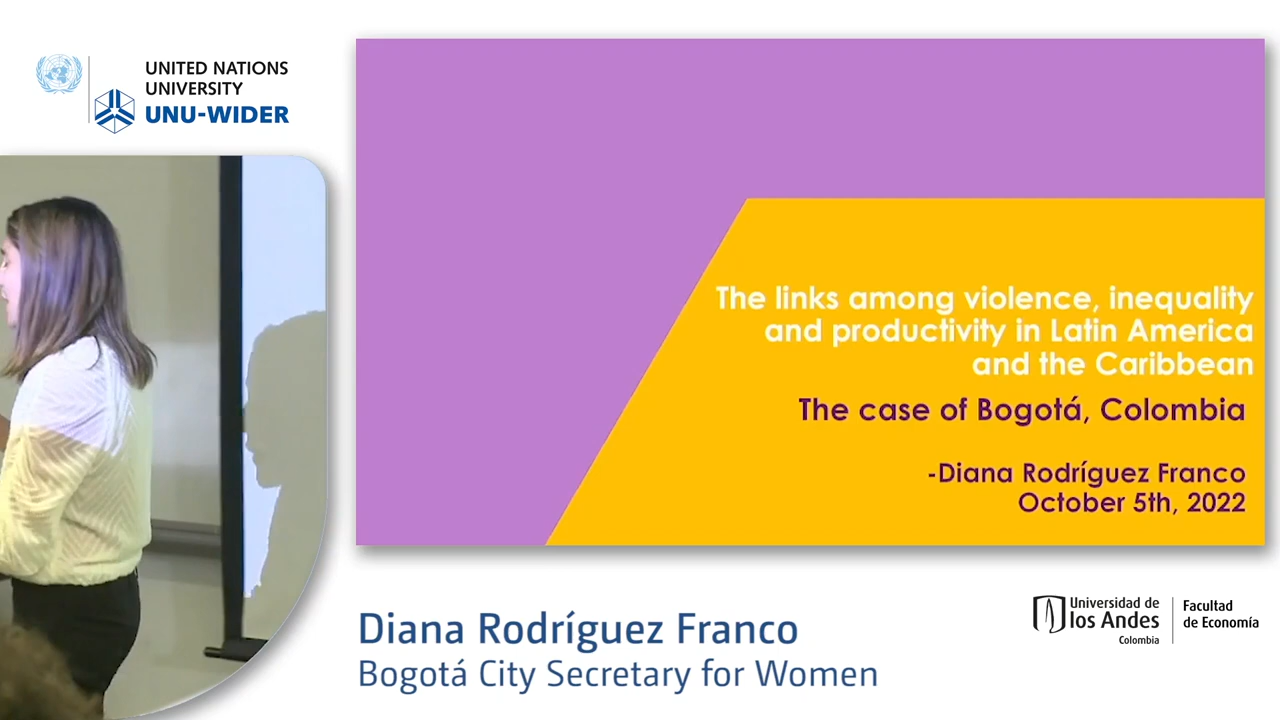 UNITED NATIONS
UNIVERSITY
UNU-WIDER
The links among violence, inequality
and productivity in Latin America
and the Caribbean
The case of Bogotá, Colombia
-Diana Rodríguez Franco
October 5th, 2022
Diana Rodríguez Franco
Bogotá City Secretary for Women
Universidad de
los Andes
Colombia
Facultad
de Economía